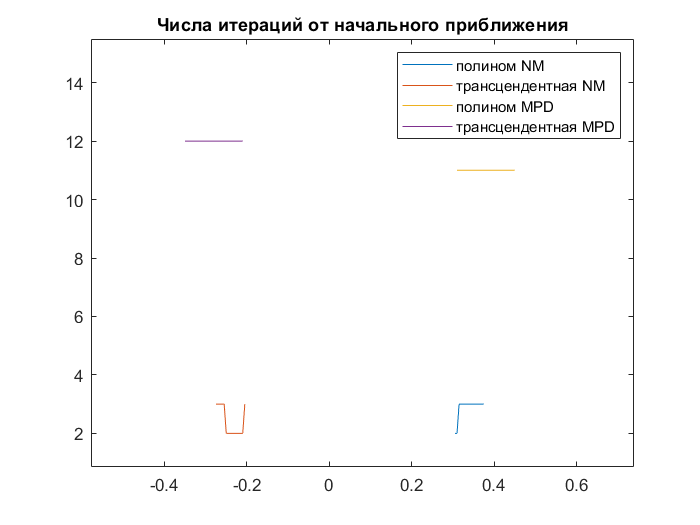 Числа итераций от начального приближения
полином NM
трансцендентная NM
полином MPD
трансцендентная MPD
14
12
10
8
6
4
2
-0.4 -0.2 0 0.2 0.4 0.6